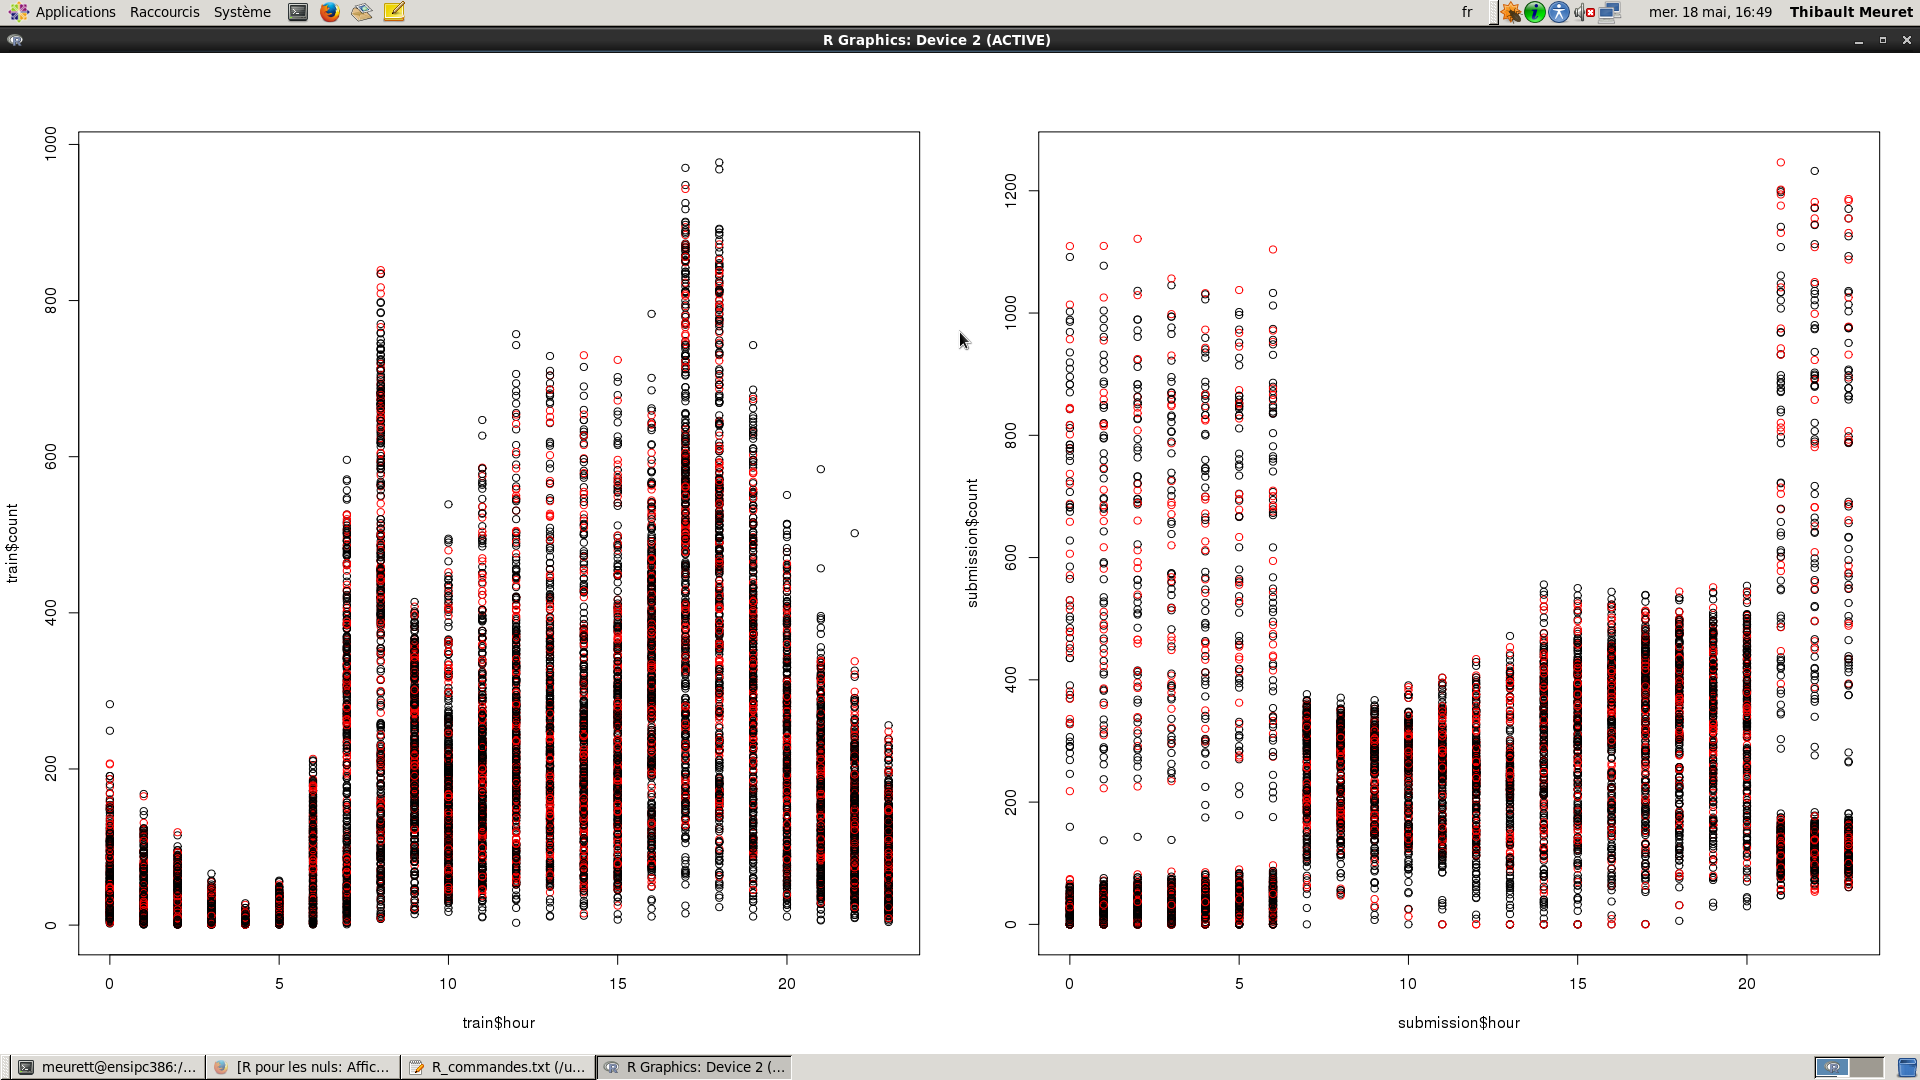 Applications Raccourcis Système fr mer. 18 mai, 16:49 Thibault Meuret
R Graphics: Device 2 (ACTIVE)
train$count
0
200
400
600
800
1000
0 5 10 15 20
train$hour
submission$count
0
200
400
600
800
1000
1200
0 5 10 15 20
submission$hour
meurett@ensipc386:/... [R pour les nuls: Affic... R_commandes.txt (/u... R Graphics: Device 2 (...